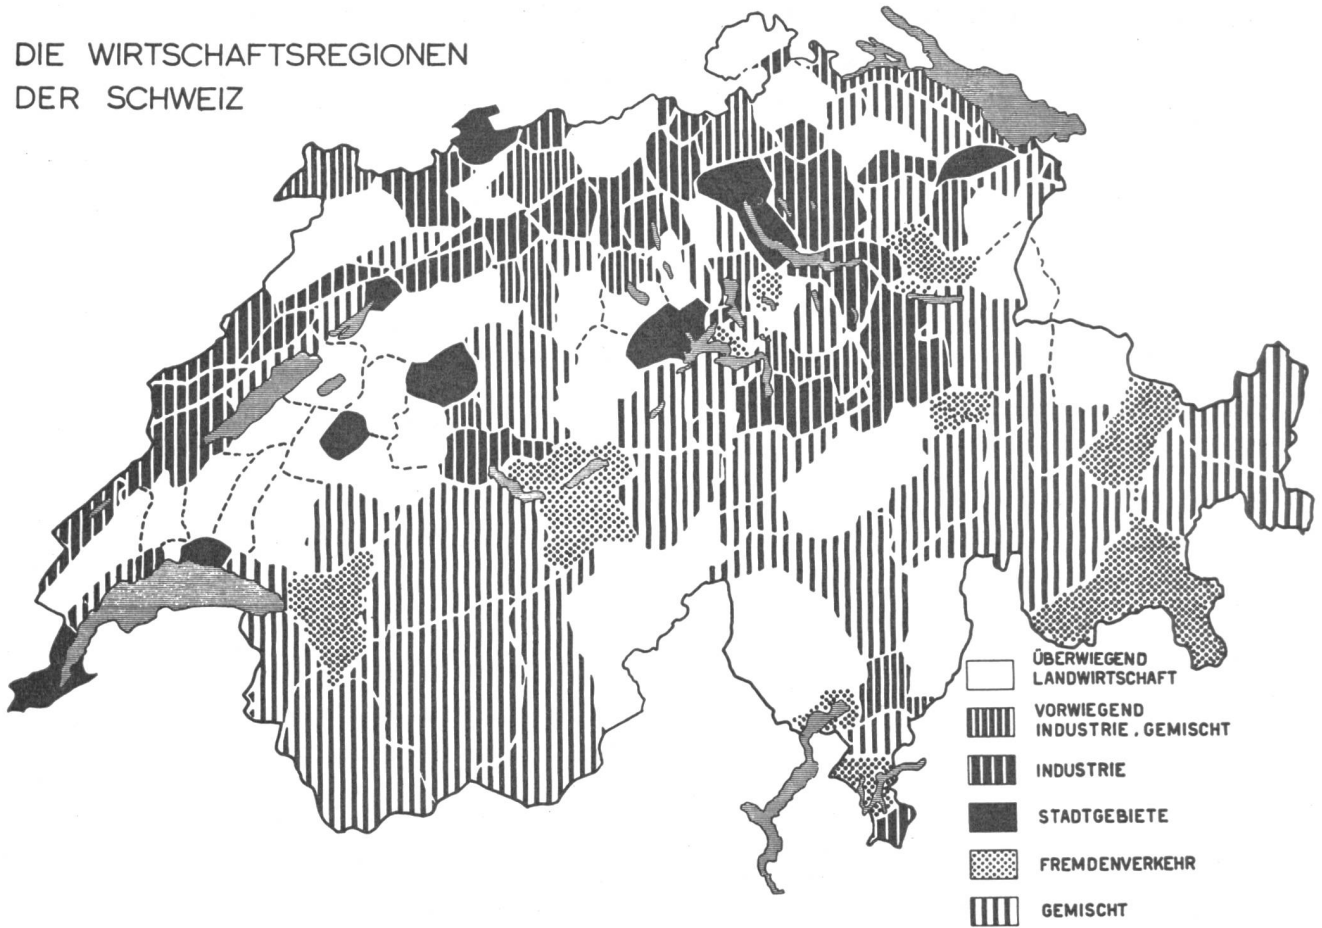 DIE WIRTSCHAFTSREGIONEN
DER SCHWEIZ
ÜBERWIEGEND
LANDWIRTSCHAFT
VORWIEGEND
INDUSTRIE, GEMISCHT
INDUSTRIE
STADTGEBIETE
FREMDENVERKEHR
GEMISCHT